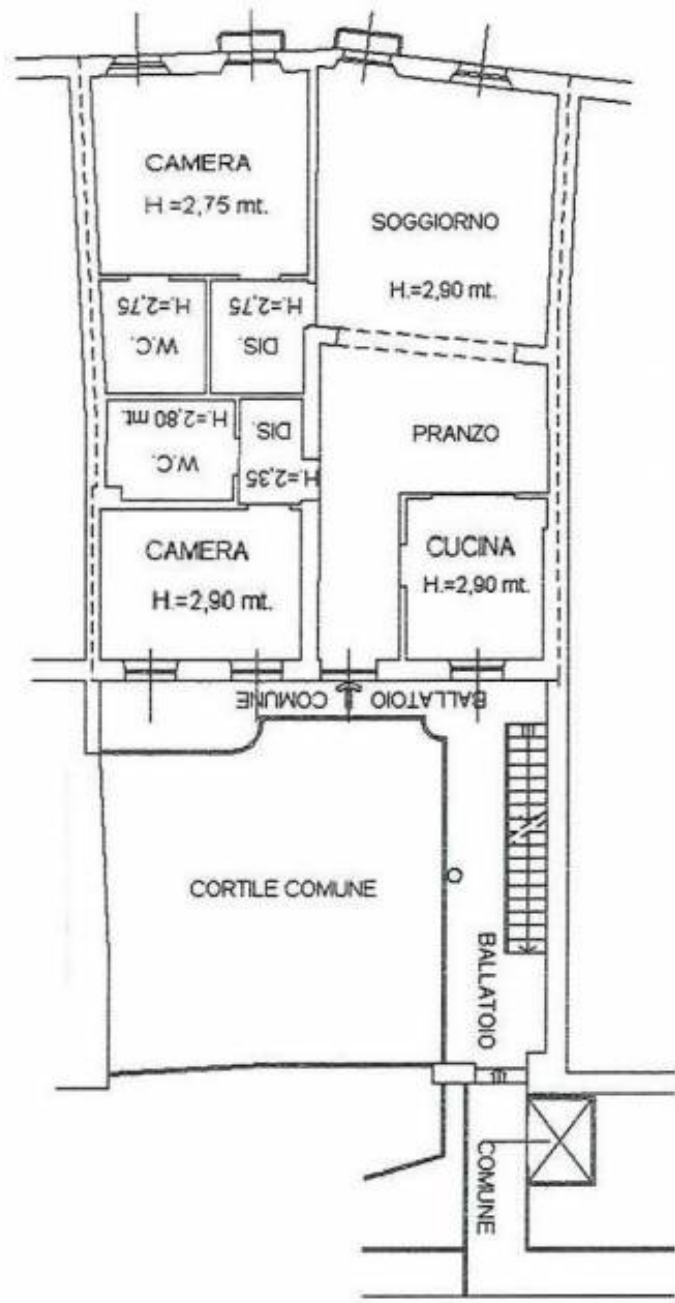 CAMERA
H =2,75 mt.
SOGGIORNO
H.=2,90 mt.
H.=2,75
W.C.
H.=2,75
DIS.
H.=2,80 mt.
W.C.
DIS.
H.=2,35
PRANZO
CAMERA
H.=2,90 mt.
CUCINA
H.=2,90 mt.
BALLATOIO COMUNE
CORTILE COMUNE
BALLATOIO
COMUNE